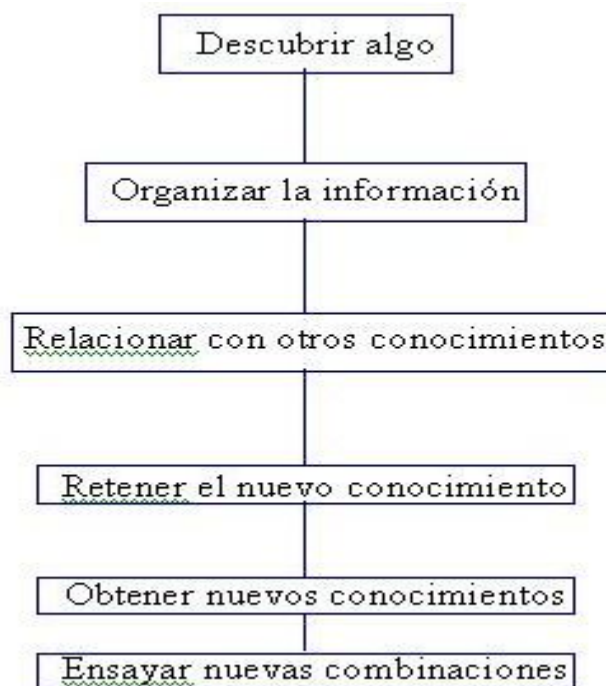 Descubrir algo
Organizar la información
Relacionar con otros conocimientos
Retener el nuevo conocimiento
Obtener nuevos conocimientos
Ensayar nuevas combinaciones